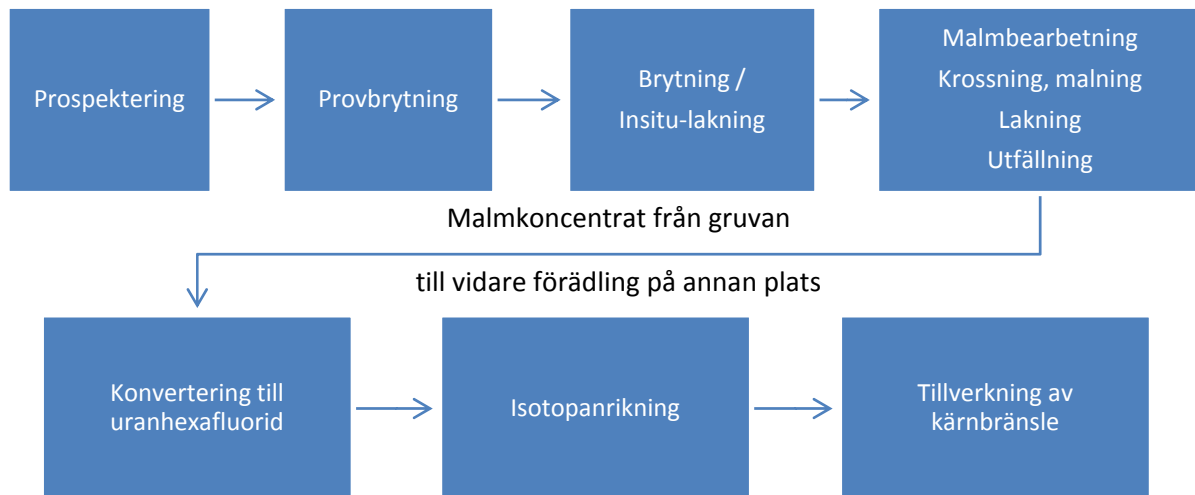 Prospektering
Provbrytning
Brytning /
Insitu-lakning
Malmbearbetning
Krossning, malning
Lakning
Utfällning
Malmkoncentrat från gruvan
till vidare förädling på annan plats
Konvertering till
uranhexafluorid
Isotopanrikning
Tillverkning av
kärnbränsle